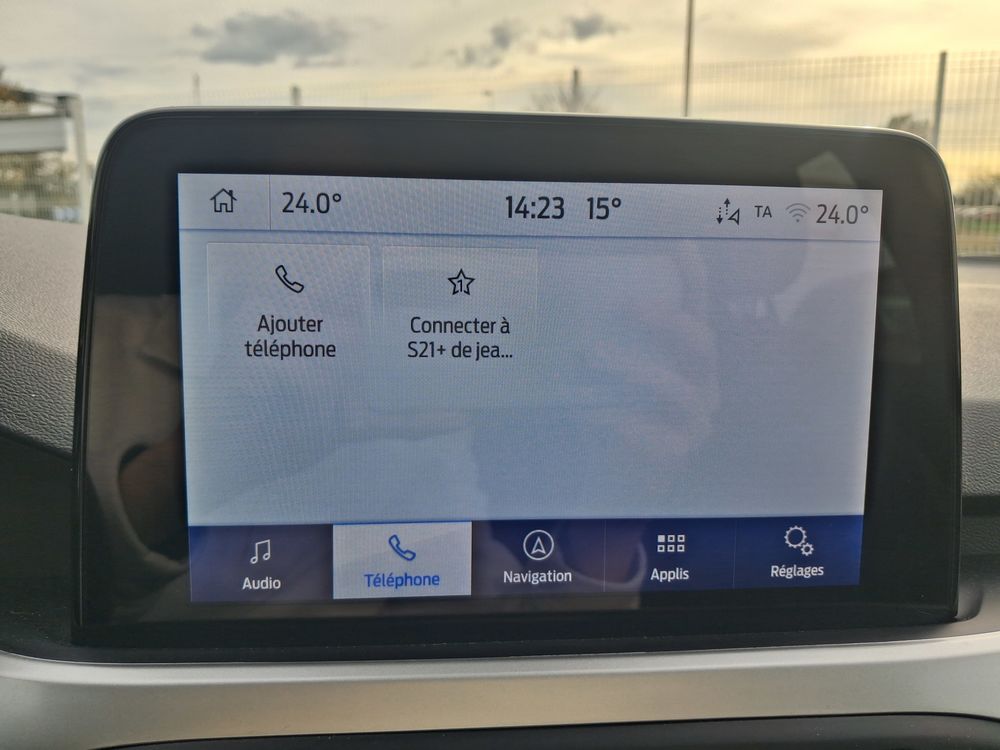 24.0° 14:23 15° TA 24.0°
Ajouter
téléphone
1
Connecter à
S21+ de jea...
Audio Téléphone Navigation Applis Réglages